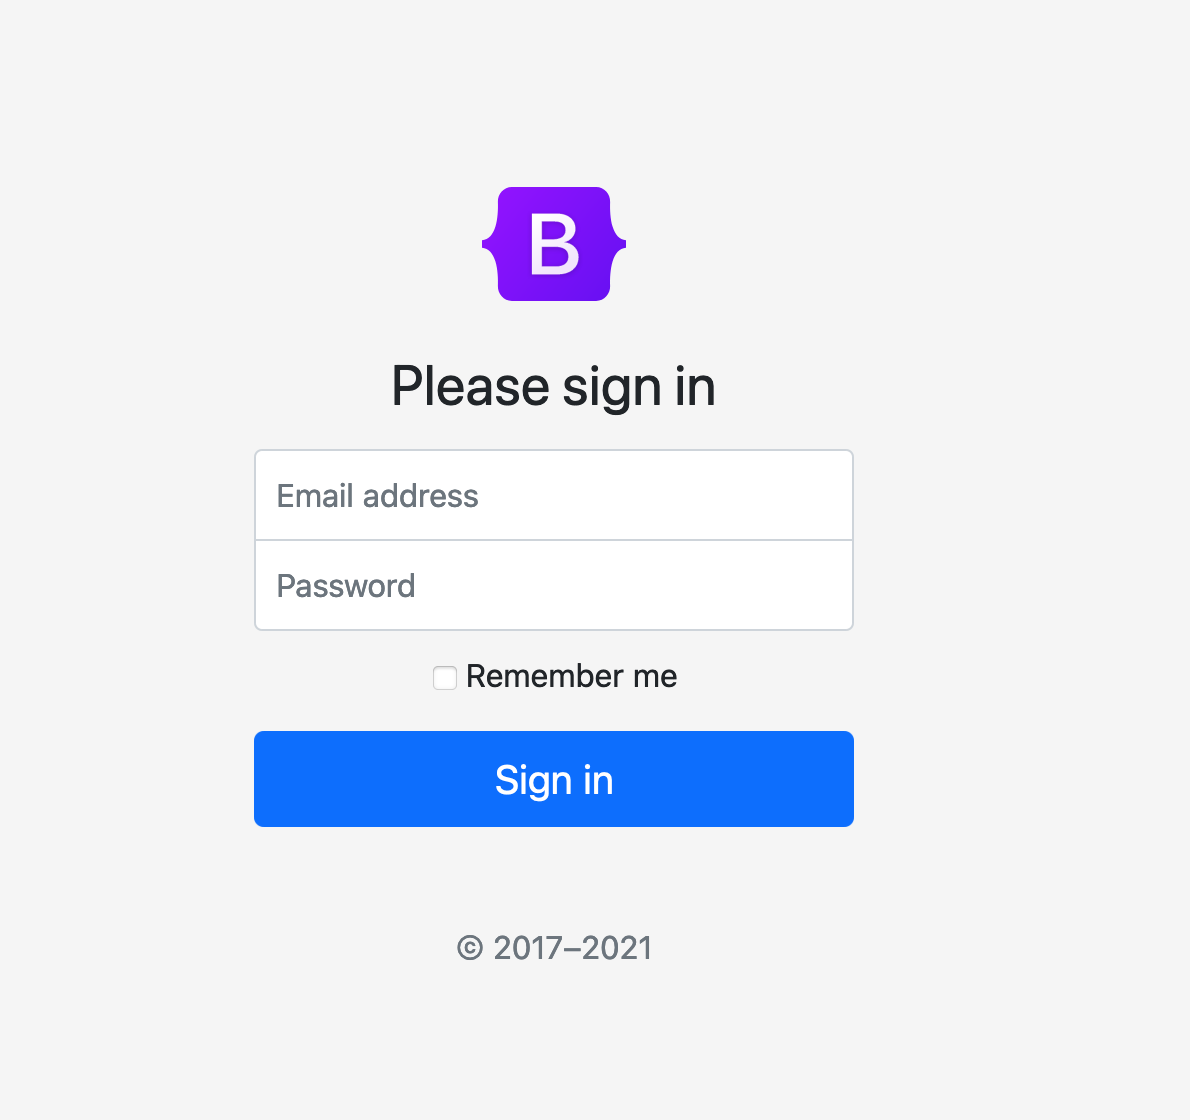 B
Please sign in
Email address
Password
Remember me
Sign in
© 2017–2021